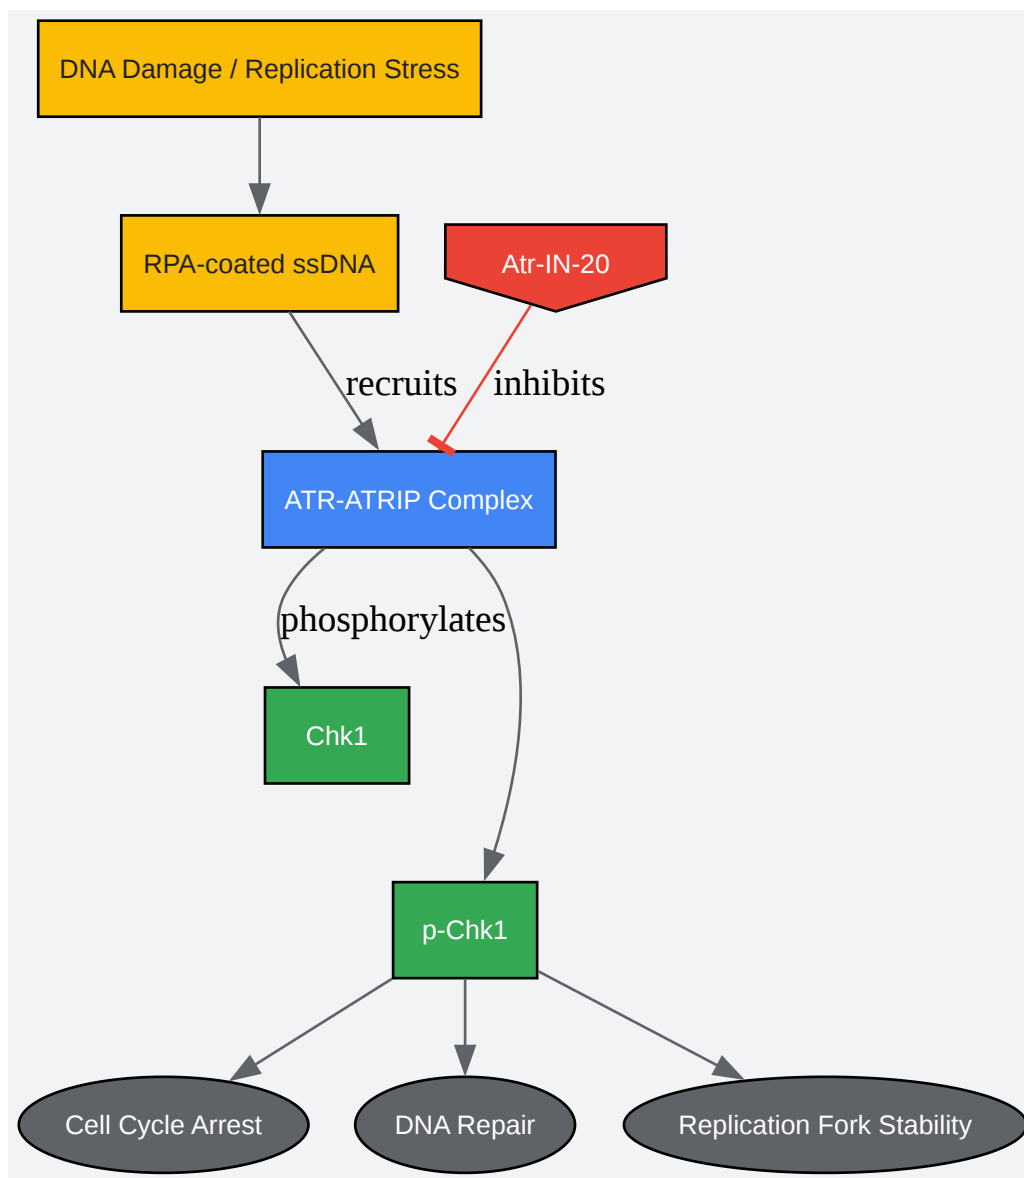 DNA Damage / Replication Stress
RPA-coated ssDNA
Atr-IN-20
recruits
inhibits
ATR-ATRIP Complex
phosphorylates
Chk1
p-Chk1
Cell Cycle Arrest
DNA Repair
Replication Fork Stability